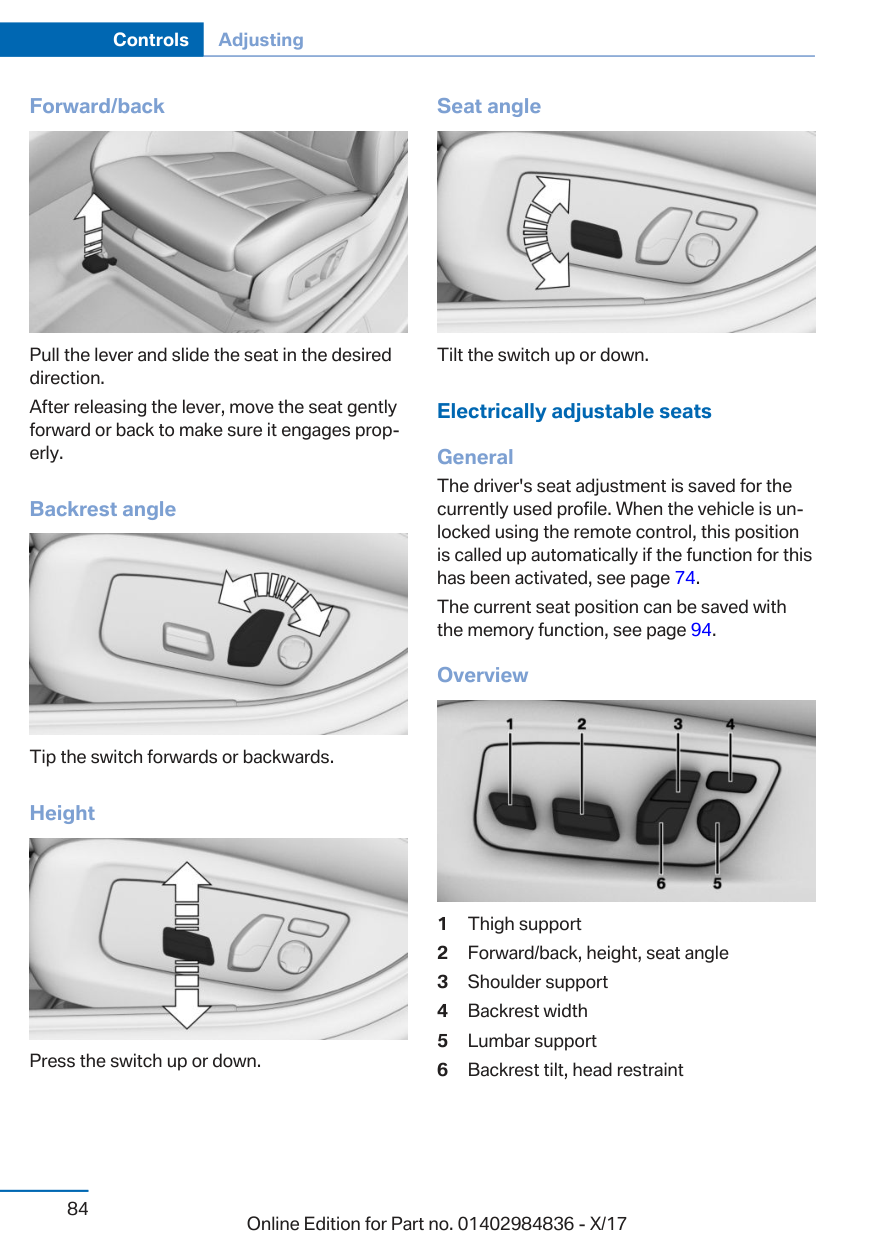 Controls Adjusting
Forward/back
Pull the lever and slide the seat in the desired
direction.
After releasing the lever, move the seat gently
forward or back to make sure it engages prop-
erly.
Backrest angle
Tip the switch forwards or backwards.
Height
Press the switch up or down.
Seat angle
Tilt the switch up or down.
Electrically adjustable seats
General
The driver's seat adjustment is saved for the
currently used profile. When the vehicle is un-
locked using the remote control, this position
is called up automatically if the function for this
has been activated, see page 74.
The current seat position can be saved with
the memory function, see page 94.
Overview
1 2 3 4
6 5
1 Thigh support
2 Forward/back, height, seat angle
3 Shoulder support
4 Backrest width
5 Lumbar support
6 Backrest tilt, head restraint
84
Online Edition for Part no. 01402984836 - X/17